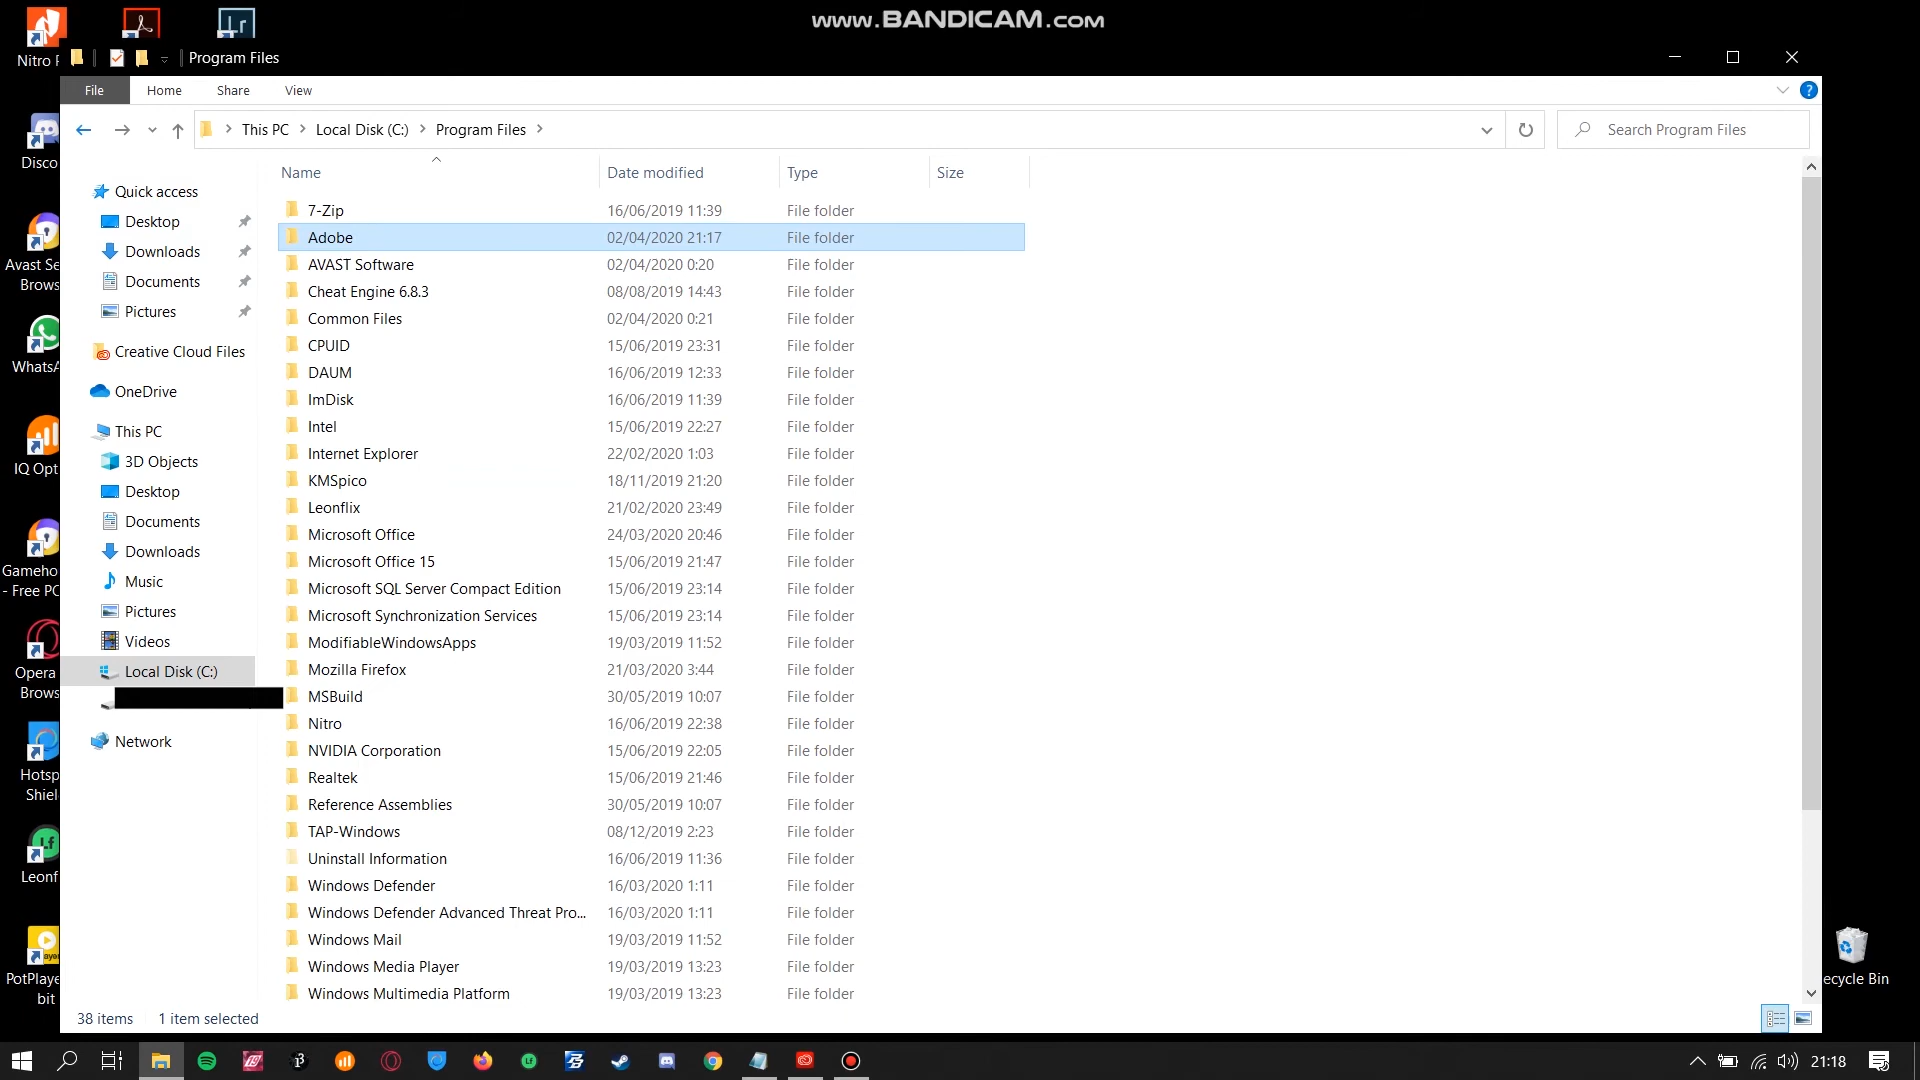 www.BANDICAM.com
Nitro
Program Files
File Home Share View
This PC Local Disk (C:) Program Files
Search Program Files
Name Date modified Type Size
Quick access
Desktop
Downloads
Documents
Pictures
Creative Cloud Files
OneDrive
This PC
3D Objects
Desktop
Documents
Downloads
Music
Pictures
Videos
Local Disk (C:)
Network
7-Zip 16/06/2019 11:39 File folder
Adobe 02/04/2020 21:17 File folder
AVAST Software 02/04/2020 0:20 File folder
Cheat Engine 6.8.3 08/08/2019 14:43 File folder
Common Files 02/04/2020 0:21 File folder
CPUID 15/06/2019 23:31 File folder
DAUM 16/06/2019 12:33 File folder
ImDisk 16/06/2019 11:39 File folder
Intel 15/06/2019 22:27 File folder
Internet Explorer 22/02/2020 1:03 File folder
KMSpico 18/11/2019 21:20 File folder
Leonflix 21/02/2020 23:49 File folder
Microsoft Office 24/03/2020 20:46 File folder
Microsoft Office 15 15/06/2019 21:47 File folder
Microsoft SQL Server Compact Edition 15/06/2019 23:14 File folder
Microsoft Synchronization Services 15/06/2019 23:14 File folder
ModifiableWindowsApps 19/03/2019 11:52 File folder
Mozilla Firefox 21/03/2020 3:44 File folder
MSBuild 30/05/2019 10:07 File folder
Nitro 16/06/2019 22:38 File folder
NVIDIA Corporation 15/06/2019 22:05 File folder
Realtek 15/06/2019 21:46 File folder
Reference Assemblies 30/05/2019 10:07 File folder
TAP-Windows 08/12/2019 2:23 File folder
Uninstall Information 16/06/2019 11:36 File folder
Windows Defender 16/03/2020 1:11 File folder
Windows Defender Advanced Threat Pro... 16/03/2020 1:11 File folder
Windows Mail 19/03/2019 11:52 File folder
Windows Media Player 19/03/2019 13:23 File folder
Windows Multimedia Platform 19/03/2019 13:23 File folder
38 items 1 item selected
Disco
Avast Se
Brows
WhatsA
IQ Opt
Gameho
- Free PC
Opera
Brows
Hotsp
Shiel
Leonf
PotPlaye
bit
ecycle Bin
Lr
21:18